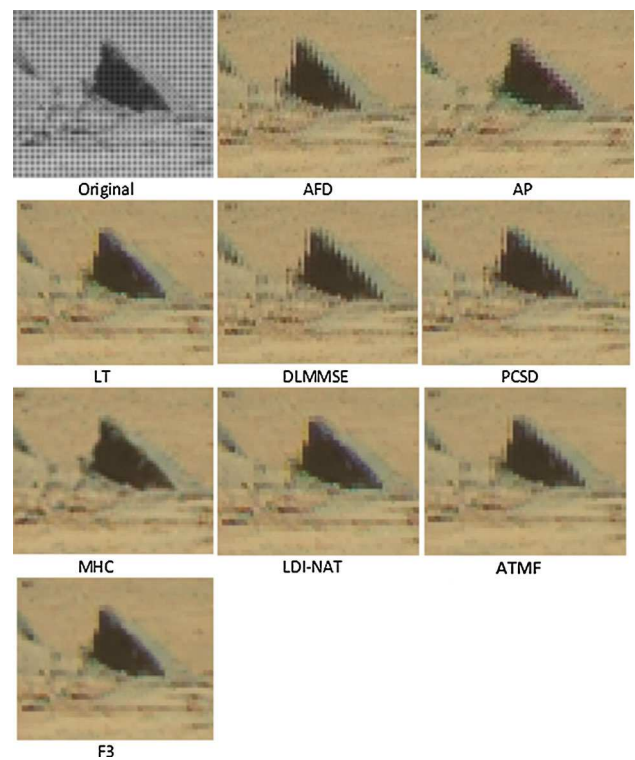 Original
AFD
AP
LT
DLMMSE
PCSD
MHC
LDI-NAT
ATMF
F3